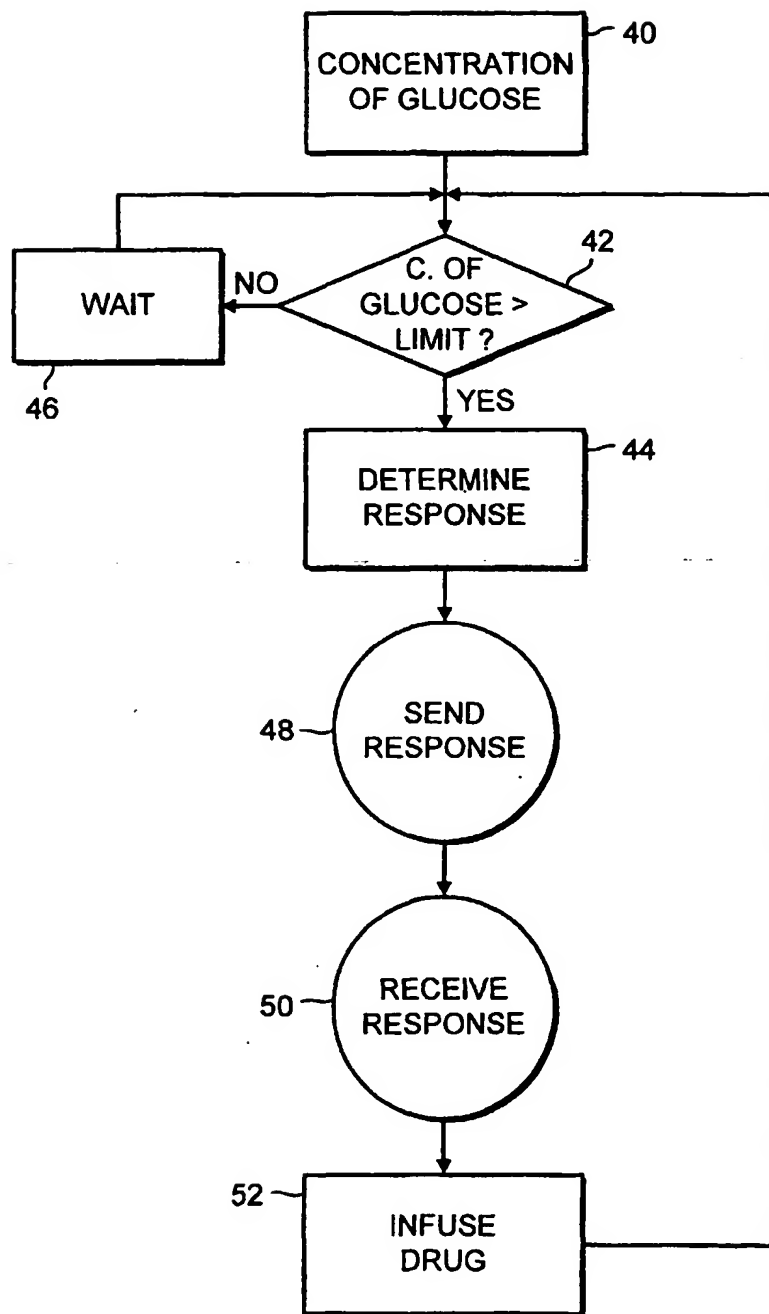 40
CONCENTRATION
OF GLUCOSE
42
C. OF
GLUCOSE >
LIMIT ?
NO
WAIT
46
YES
44
DETERMINE
RESPONSE
48
SEND
RESPONSE
50
RECEIVE
RESPONSE
52
INFUSE
DRUG